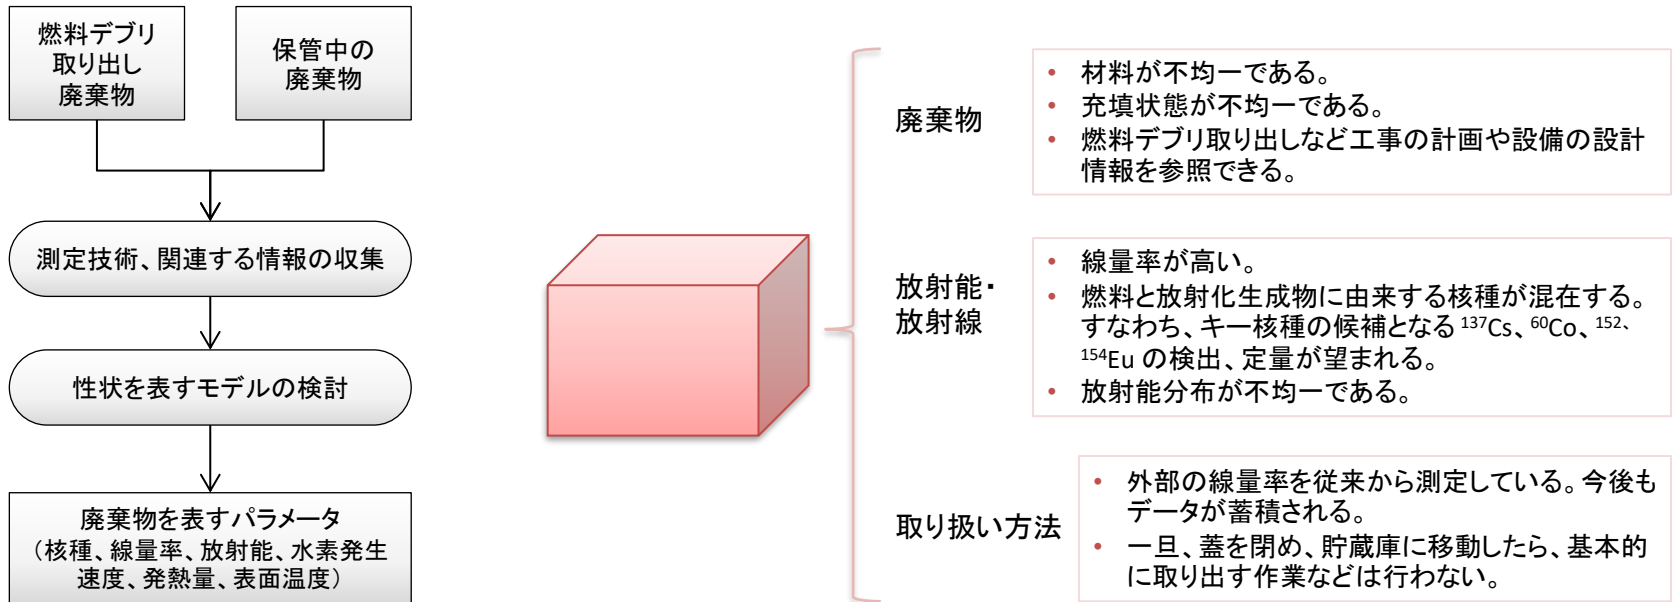 燃料デブリ
取り出し
廃棄物
保管中の
廃棄物
測定技術、関連する情報の収集
性状を表すモデルの検討
廃棄物を表すパラメータ
（核種、線量率、放射能、水素発生
速度、発熱量、表面温度）
廃棄物
• 材料が不均一である。
• 充填状態が不均一である。
• 燃料デブリ取り出しなど工事の計画や設備の設計
情報を参照できる。
放射能・
放射線
• 線量率が高い。
• 燃料と放射化生成物に由来する核種が混在する。
すなわち、キー核種の候補となる ¹³⁷Cs、⁶⁰Co、¹⁵²、
¹⁵⁴Eu の検出、定量が望まれる。
• 放射能分布が不均一である。
取り扱い方法
• 外部の線量率を従来から測定している。今後も
データが蓄積される。
• 一旦、蓋を閉め、貯蔵庫に移動したら、基本的
に取り出す作業などは行わない。